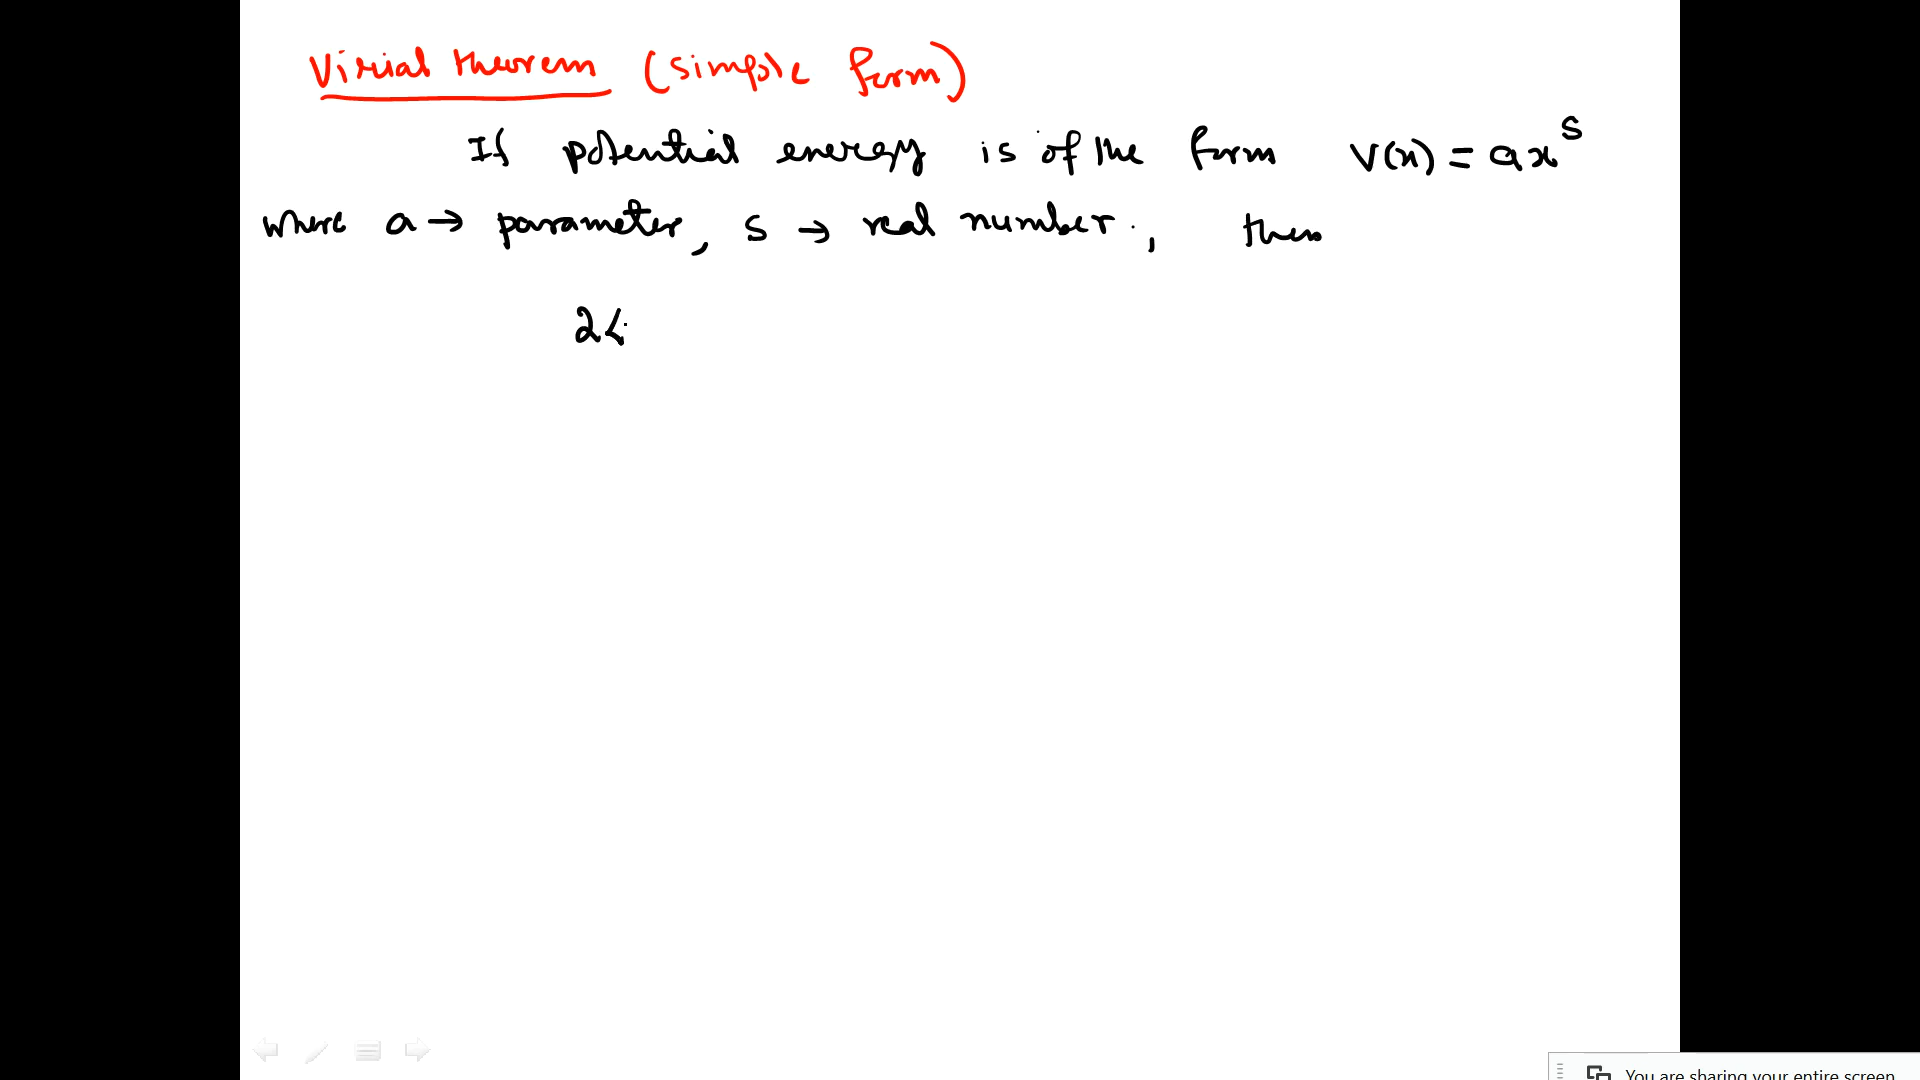 Virial theorem (simple form)
If potential energy is of the form V(x) = ax^s
where a → parameter, s → real number, then
2<
You are sharing your entire screen